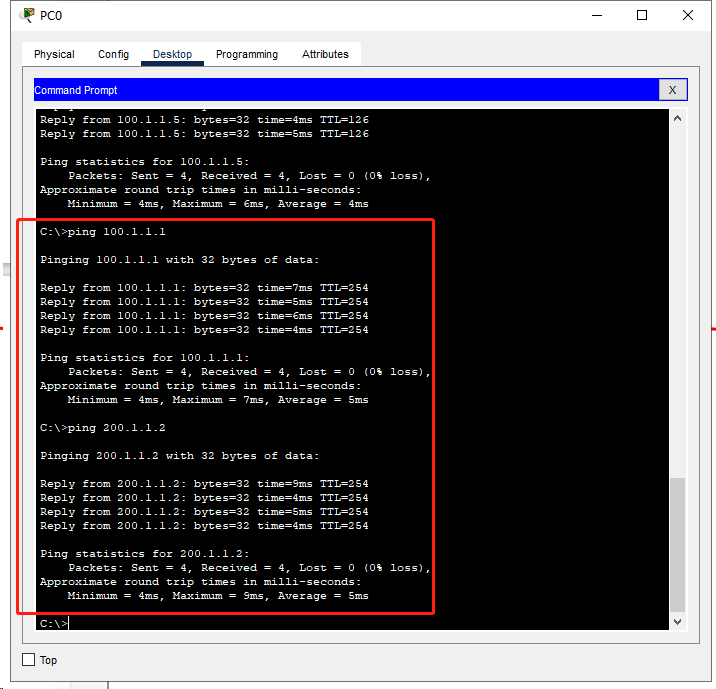 PC0
Physical Config Desktop Programming Attributes
Command Prompt X
Reply from 100.1.1.5: bytes=32 time=4ms TTL=126
Reply from 100.1.1.5: bytes=32 time=5ms TTL=126
Ping statistics for 100.1.1.5:
Packets: Sent = 4, Received = 4, Lost = 0 (0% loss),
Approximate round trip times in milli-seconds:
Minimum = 4ms, Maximum = 6ms, Average = 4ms
C:\>ping 100.1.1.1
Pinging 100.1.1.1 with 32 bytes of data:
Reply from 100.1.1.1: bytes=32 time=7ms TTL=254
Reply from 100.1.1.1: bytes=32 time=5ms TTL=254
Reply from 100.1.1.1: bytes=32 time=6ms TTL=254
Reply from 100.1.1.1: bytes=32 time=4ms TTL=254
Ping statistics for 100.1.1.1:
Packets: Sent = 4, Received = 4, Lost = 0 (0% loss),
Approximate round trip times in milli-seconds:
Minimum = 4ms, Maximum = 7ms, Average = 5ms
C:\>ping 200.1.1.2
Pinging 200.1.1.2 with 32 bytes of data:
Reply from 200.1.1.2: bytes=32 time=9ms TTL=254
Reply from 200.1.1.2: bytes=32 time=4ms TTL=254
Reply from 200.1.1.2: bytes=32 time=5ms TTL=254
Reply from 200.1.1.2: bytes=32 time=4ms TTL=254
Ping statistics for 200.1.1.2:
Packets: Sent = 4, Received = 4, Lost = 0 (0% loss),
Approximate round trip times in milli-seconds:
Minimum = 4ms, Maximum = 9ms, Average = 5ms
C:\>
Top